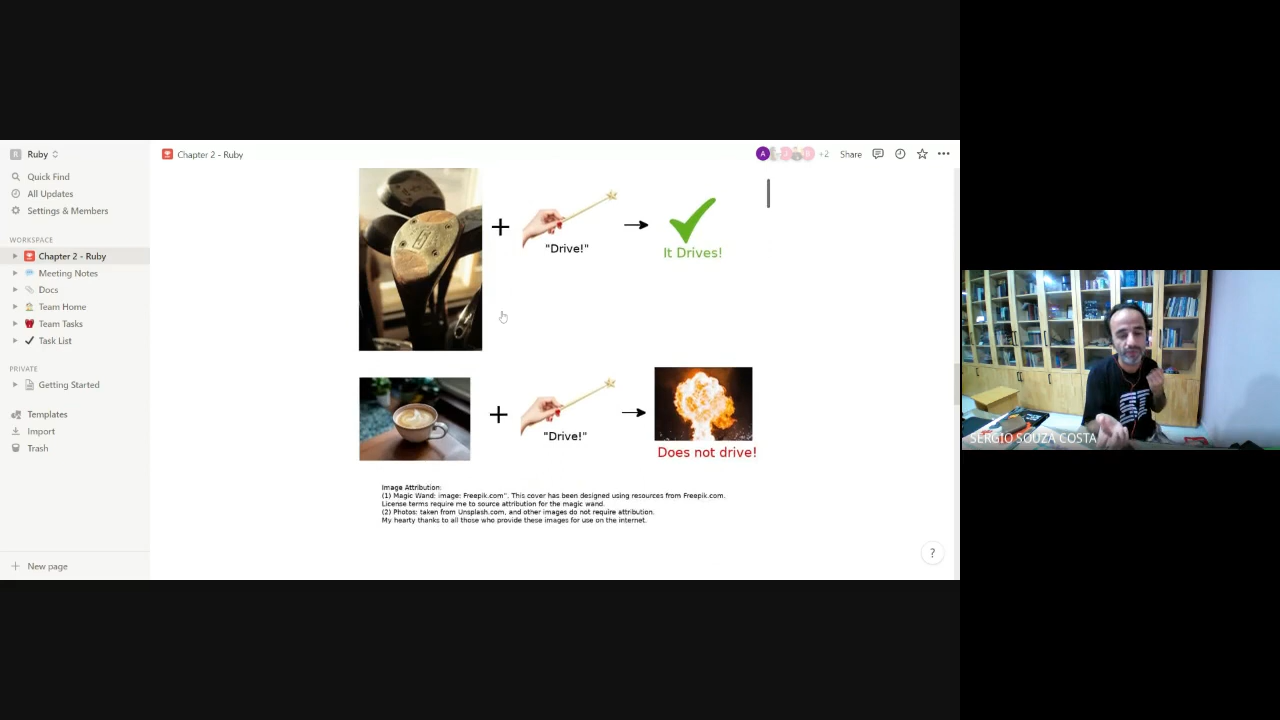 Ruby
Quick Find
All Updates
Settings & Members
WORKSPACE
Chapter 2 - Ruby
Meeting Notes
Docs
Team Home
Team Tasks
Task List
PRIVATE
Getting Started
Templates
Import
Trash
New page
Chapter 2 - Ruby
A
+2
Share
"Drive!"
It Drives!
"Drive!"
Does not drive!
Image Attribution:
(1) Magic Wand: image: Freepik.com". This cover has been designed using resources from Freepik.com.
License terms require me to source attribution for the magic wand.
(2) Photos: taken from Unsplash.com, and other images do not require attribution.
My hearty thanks to all those who provide these images for use on the internet.
?
SERGIO SOUZA COSTA